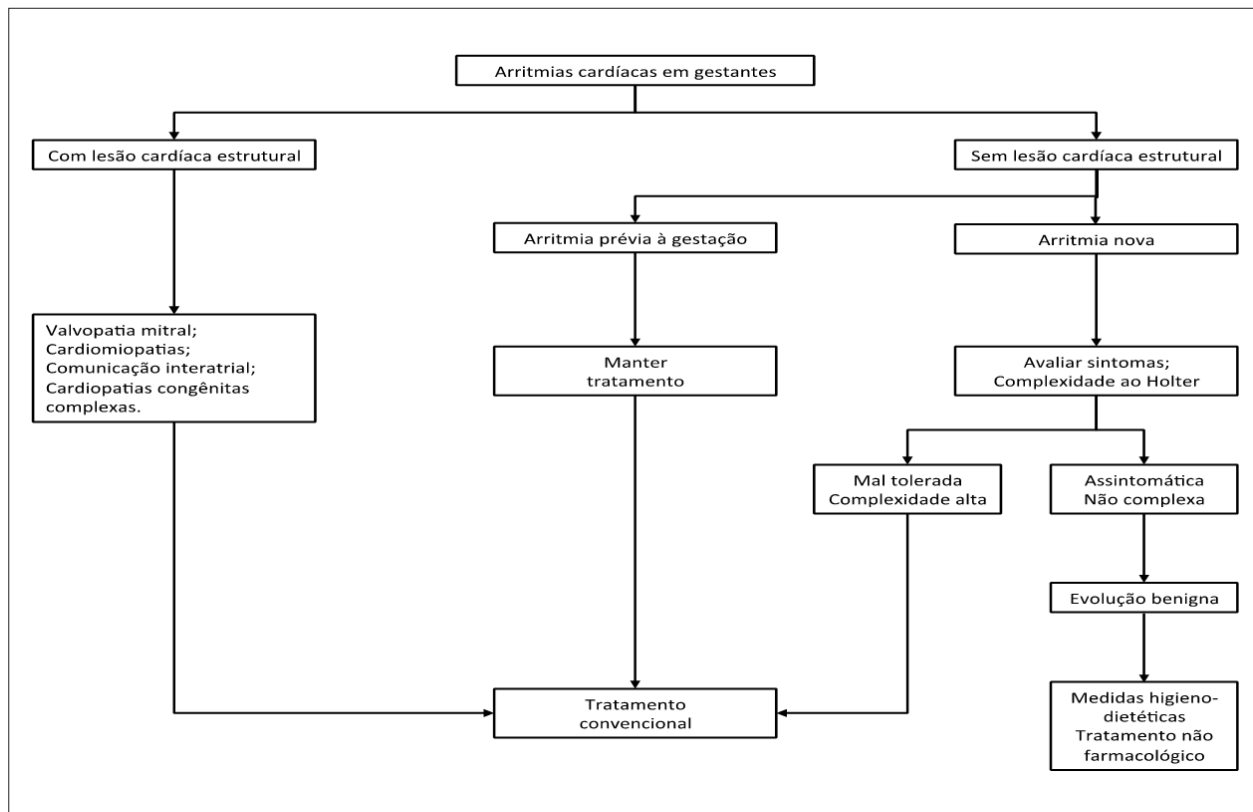 Arritmias cardíacas em gestantes
Com lesão cardíaca estrutural
Sem lesão cardíaca estrutural
Arritmia prévia à gestação
Arritmia nova
Valvopatia mitral;
Cardiomiopatias;
Comunicação interatrial;
Cardiopatias congênitas
complexas.
Manter
tratamento
Avaliar sintomas;
Complexidade ao Holter
Mal tolerada
Complexidade alta
Assintomática
Não complexa
Evolução benigna
Tratamento
convencional
Medidas higieno-
dietéticas
Tratamento não
farmacológico